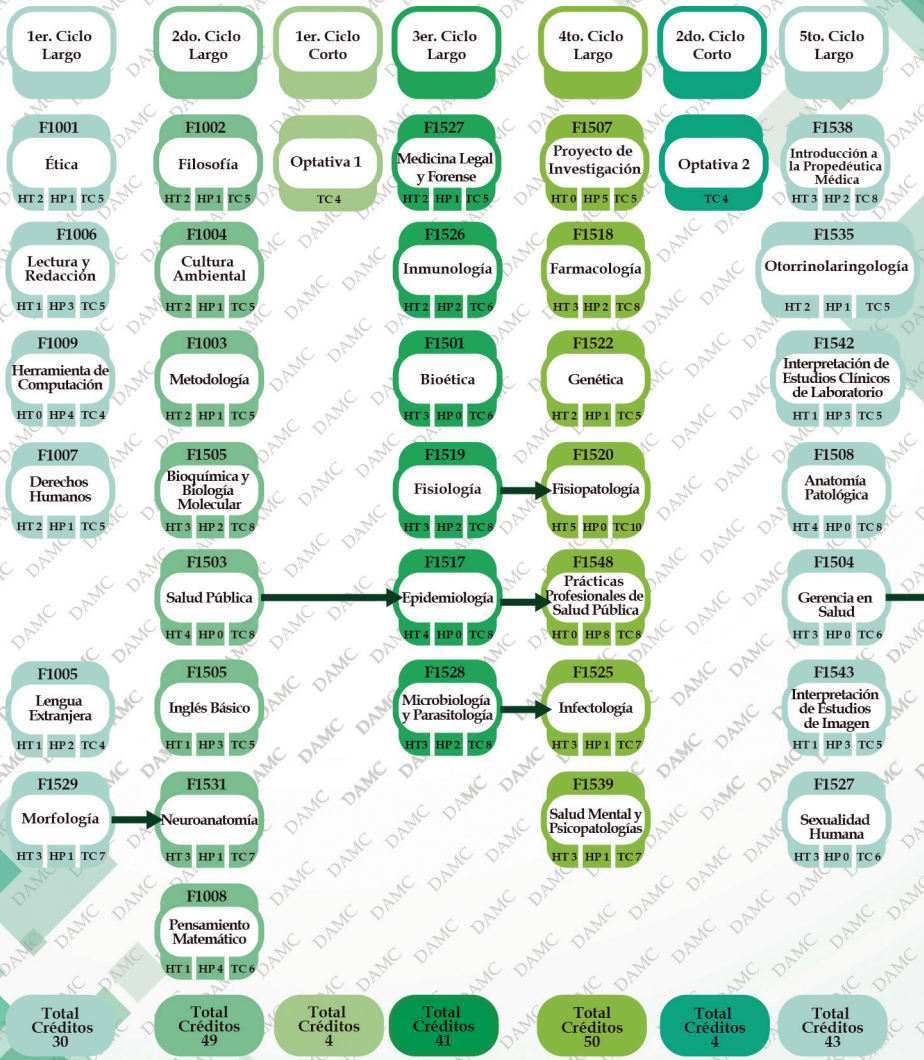 1er. Ciclo
Largo
2do. Ciclo
Largo
1er. Ciclo
Corto
3er. Ciclo
Largo
4to. Ciclo
Largo
2do. Ciclo
Corto
5to. Ciclo
Largo
F1001
Ética
HT 2 HP 1 TC 5
F1002
Filosofía
HT 2 HP 1 TC 5
Optativa 1
TC 4
F1527
Medicina Legal
y Forense
HT 2 HP 1 TC 5
F1507
Proyecto de
Investigación
HT 0 HP 5 TC 5
Optativa 2
TC 4
F1538
Introducción a
la Propedéutica
Médica
HT 3 HP 2 TC 8
F1006
Lectura y
Redacción
HT 1 HP 3 TC 5
F1004
Cultura
Ambiental
HT 2 HP 1 TC 5
F1526
Inmunología
HT 2 HP 2 TC 6
F1518
Farmacología
HT 3 HP 2 TC 8
F1535
Otorrinolaringología
HT 2 HP 1 TC 5
F1009
Herramienta de
Computación
HT 0 HP 4 TC 4
F1003
Metodología
HT 2 HP 1 TC 5
F1501
Bioética
HT 3 HP 0 TC 6
F1522
Genética
HT 2 HP 1 TC 5
F1542
Interpretación de
Estudios Clínicos
de Laboratorio
HT 1 HP 3 TC 5
F1007
Derechos
Humanos
HT 2 HP 1 TC 5
F1505
Bioquímica y
Biología
Molecular
HT 3 HP 2 TC 8
F1519
Fisiología
HT 3 HP 2 TC 8
F1520
Fisiopatología
HT 5 HP 0 TC 10
F1508
Anatomía
Patológica
HT 4 HP 0 TC 8
F1503
Salud Pública
HT 4 HP 0 TC 8
F1517
Epidemiología
HT 4 HP 0 TC 8
F1548
Prácticas
Profesionales de
Salud Pública
HT 0 HP 8 TC 8
F1504
Gerencia en
Salud
HT 3 HP 0 TC 6
F1005
Lengua
Extranjera
HT 1 HP 2 TC 4
F1505
Inglés Básico
HT 1 HP 3 TC 5
F1528
Microbiología
y Parasitología
HT3 HP 2 TC 8
F1525
Infectología
HT 3 HP 1 TC 7
F1543
Interpretación
de Estudios
de Imagen
HT 1 HP 3 TC 5
F1529
Morfología
HT 3 HP 1 TC 7
F1531
Neuroanatomía
HT 3 HP 1 TC 7
F1539
Salud Mental y
Psicopatologías
HT 3 HP 1 TC 7
F1527
Sexualidad
Humana
HT 3 HP 0 TC 6
F1008
Pensamiento
Matemático
HT 1 HP 4 TC 6
Total
Créditos
30
Total
Créditos
49
Total
Créditos
4
Total
Créditos
41
Total
Créditos
50
Total
Créditos
4
Total
Créditos
43
DAMC